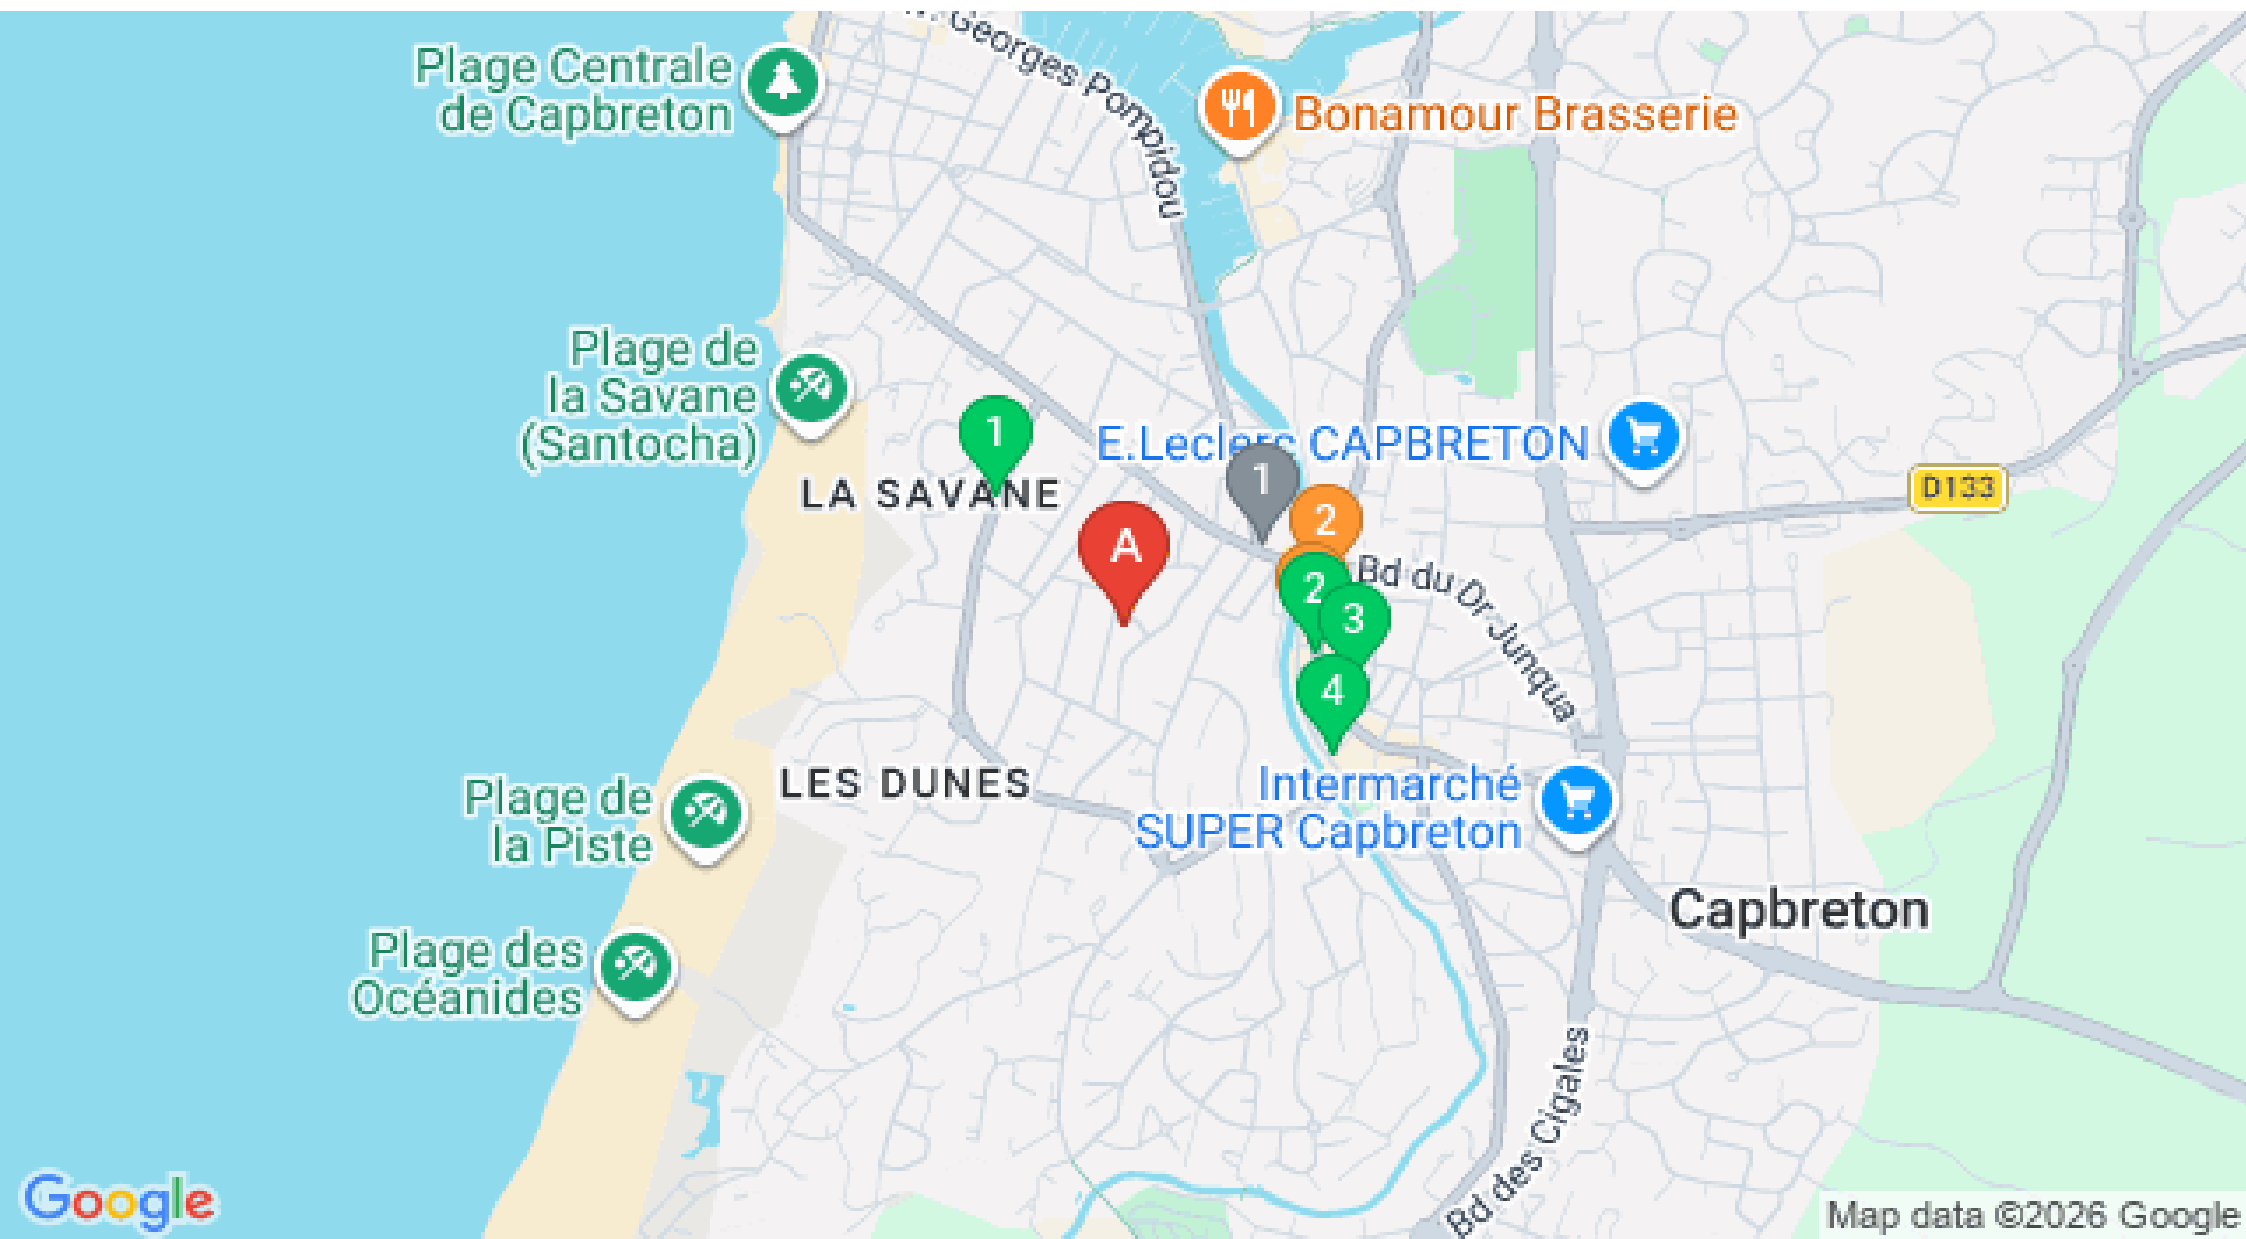 Georges Pompidou
Plage Centrale
de Capbreton
Bonamour Brasserie
Plage de
la Savane
(Santocha)
1
E.Leclerc CAPBRETON
1
LA SAVANE
D133
2
A
Bd du Dr Junqua
2
3
4
LES DUNES
Plage de
la Piste
Intermarché
SUPER Capbreton
Capbreton
Plage des
Océanides
Bd des Cigales
Google
Map data ©2026 Google